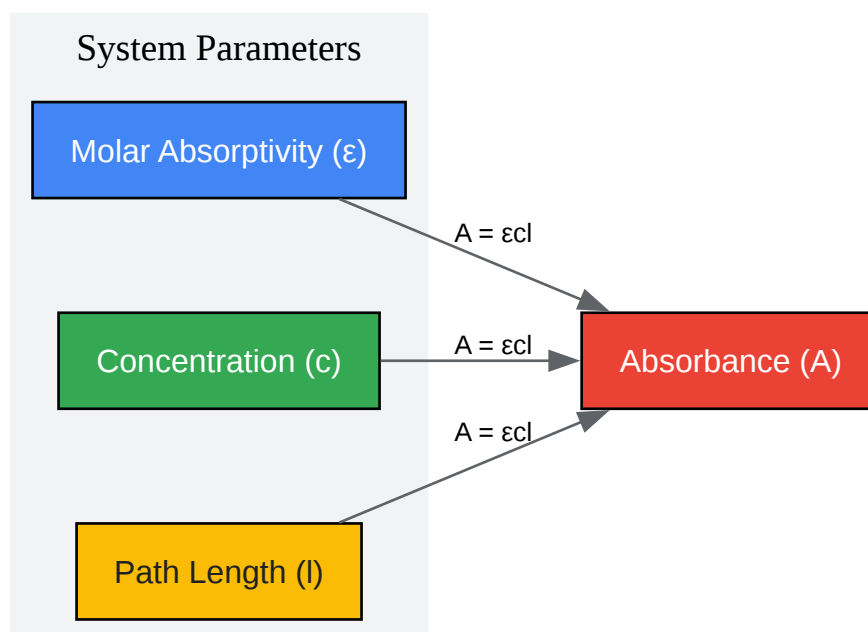 System Parameters
Molar Absorptivity (ε)
A = εcl
Concentration (c)
A = εcl
Absorbance (A)
A = εcl
Path Length (l)